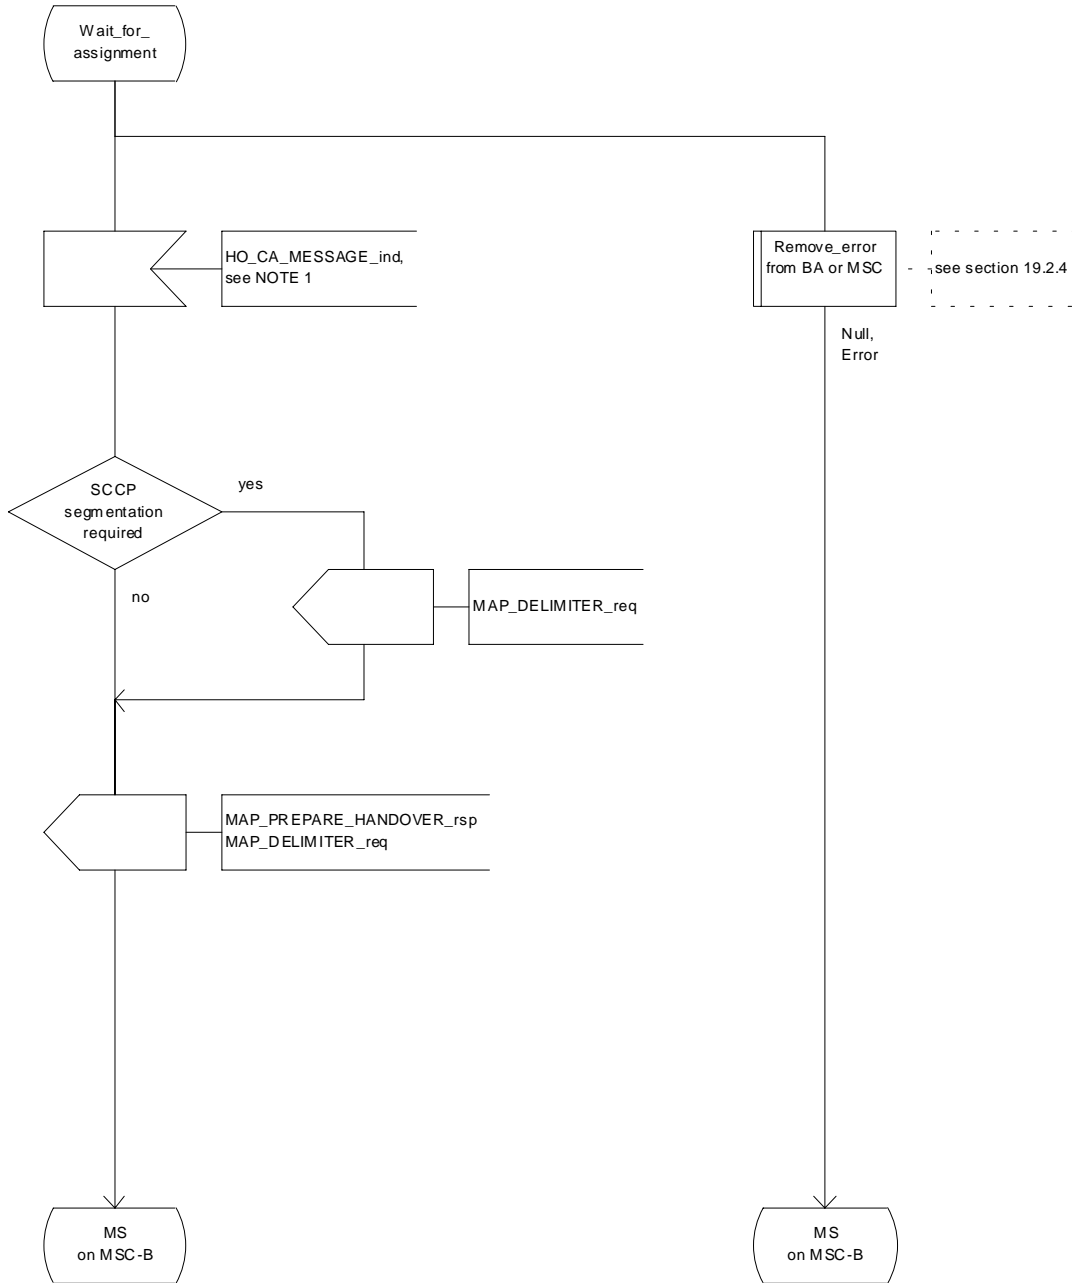 Wait_for_
assignment
HO_CA_MESSAGE_ind,
see NOTE 1
Remove_error
from BA or MSC
see section 19.2.4
Null,
Error
SCCP
segmentation
required
yes
no
MAP_DELIMITER_req
MAP_PREPARE_HANDOVER_rsp
MAP_DELIMITER_req
MS
on MSC-B
MS
on MSC-B